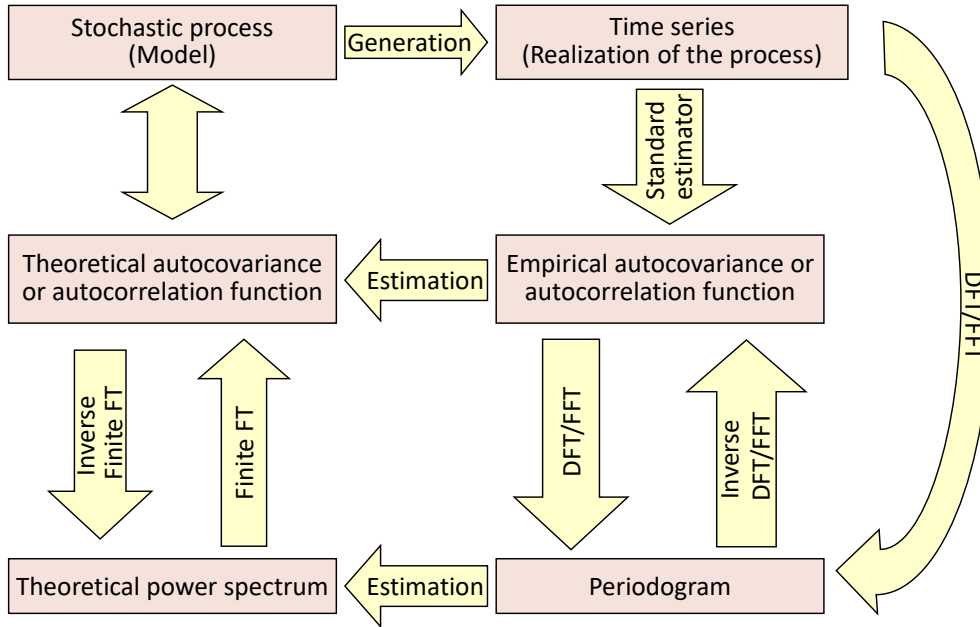 Stochastic process
(Model)
Generation
Time series
(Realization of the process)
Standard
estimator
DFT/FFT
Theoretical autocovariance
or autocorrelation function
Estimation
Empirical autocovariance or
autocorrelation function
Inverse
Finite FT
Finite FT
DFT/FFT
Inverse
DFT/FFT
Theoretical power spectrum
Estimation
Periodogram